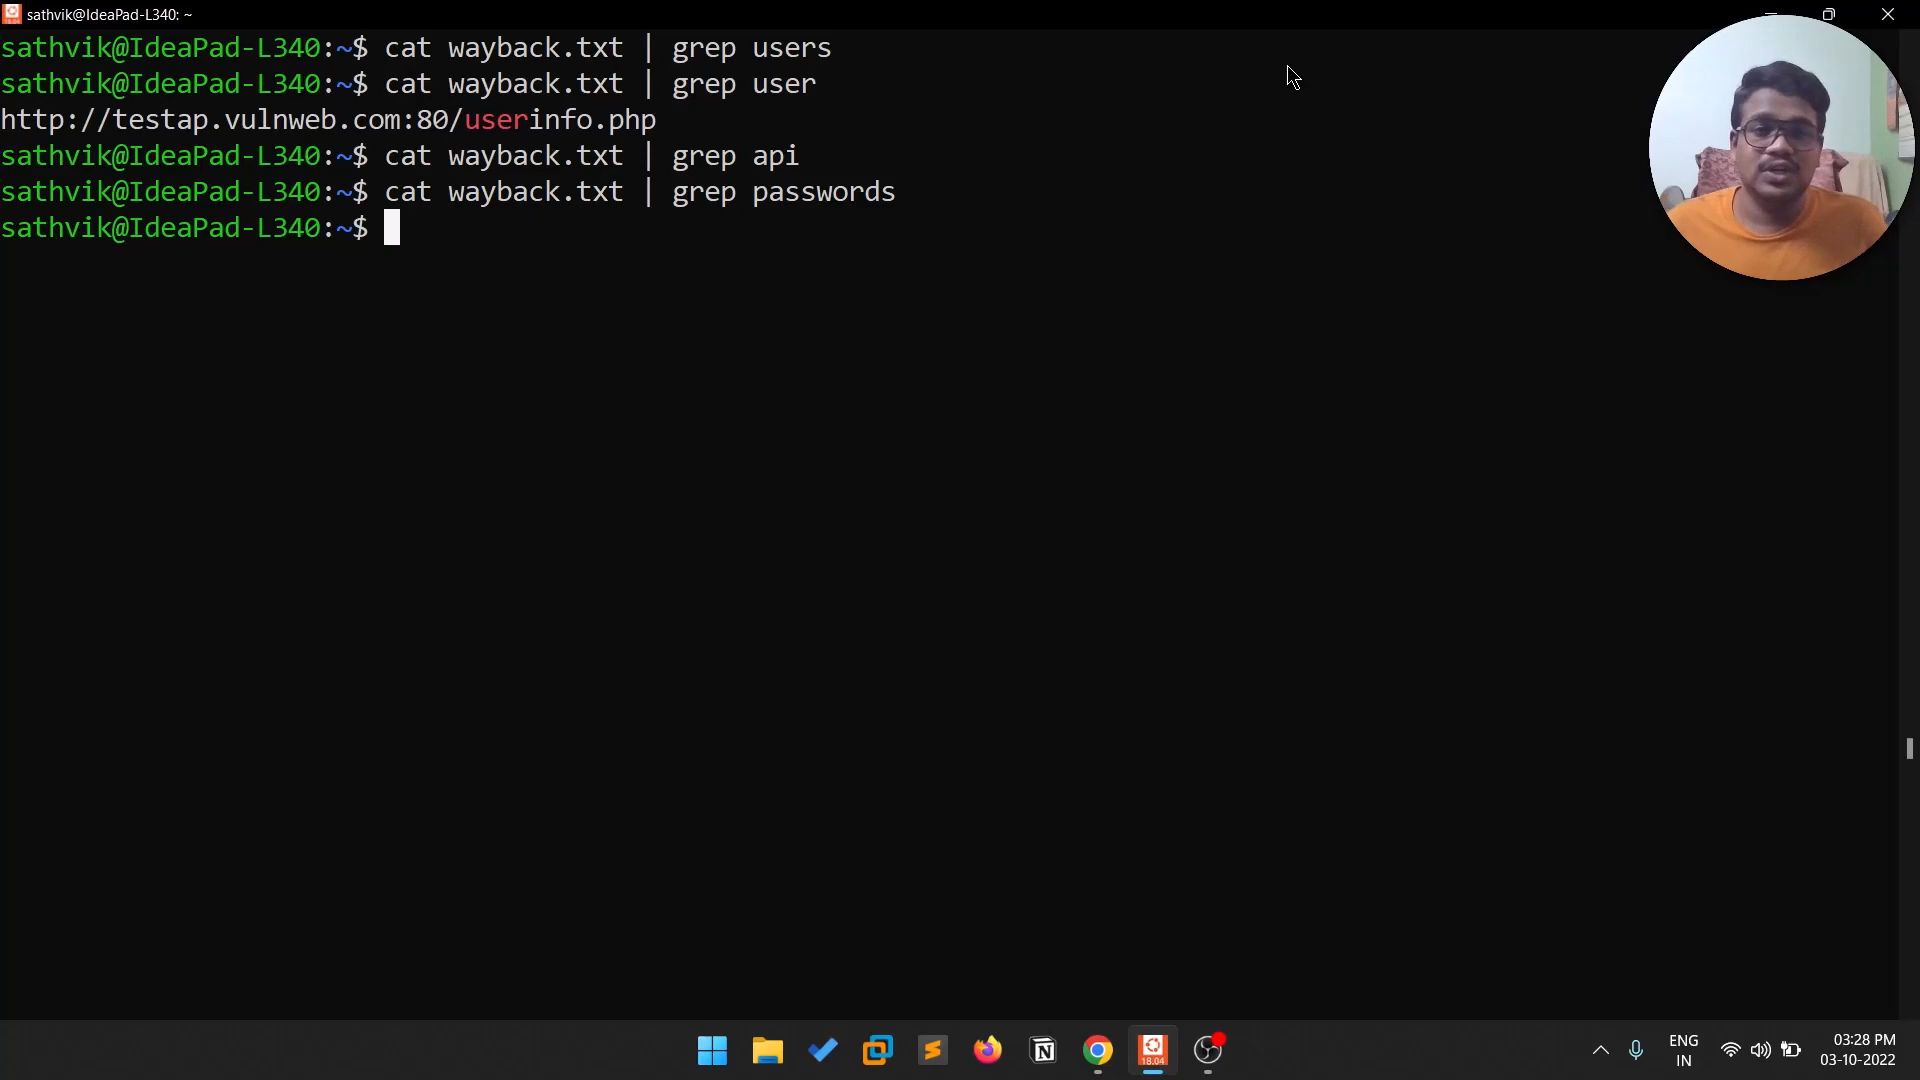 sathvik@IdeaPad-L340: ~
sathvik@IdeaPad-L340:~$ cat wayback.txt | grep users
sathvik@IdeaPad-L340:~$ cat wayback.txt | grep user
http://testap.vulnweb.com:80/userinfo.php
sathvik@IdeaPad-L340:~$ cat wayback.txt | grep api
sathvik@IdeaPad-L340:~$ cat wayback.txt | grep passwords
sathvik@IdeaPad-L340:~$
18.04
ENG
IN
03:28 PM
03-10-2022